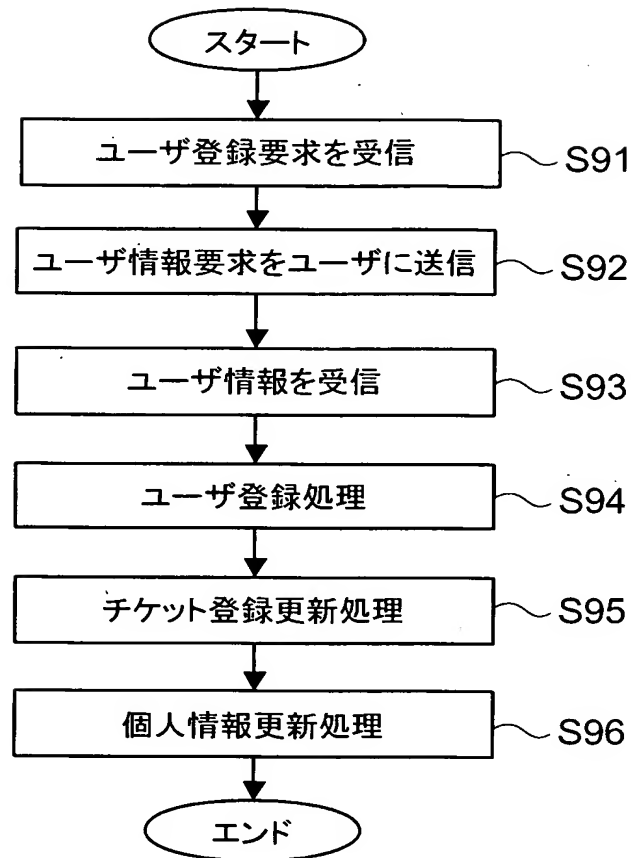 スタート
ユーザ登録要求を受信 S91
ユーザ情報要求をユーザに送信 S92
ユーザ情報を受信 S93
ユーザ登録処理 S94
チケット登録更新処理 S95
個人情報更新処理 S96
エンド